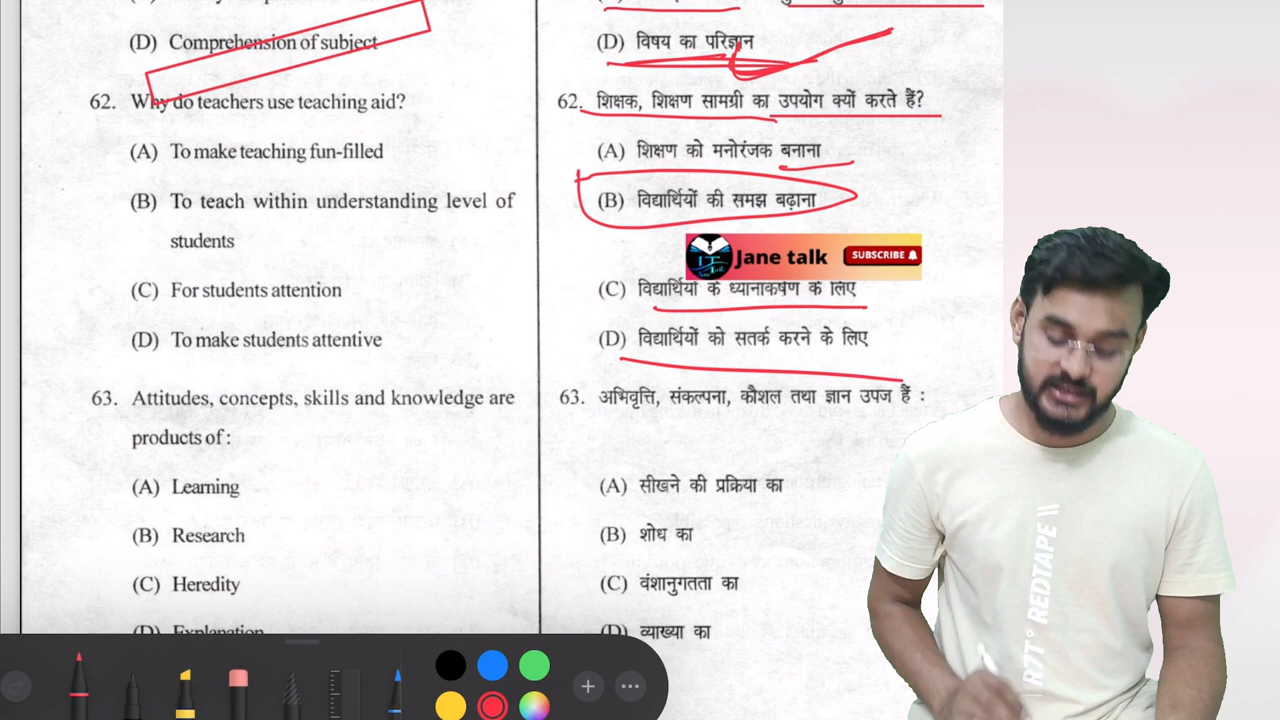 (D) Comprehension of subject
62. Why do teachers use teaching aid?
(A) To make teaching fun-filled
(B) To teach within understanding level of
students
(C) For students attention
(D) To make students attentive
63. Attitudes, concepts, skills and knowledge are
products of :
(A) Learning
(B) Research
(C) Heredity
(D) Explanation
(D) विषय का परिज्ञान
62. शिक्षक, शिक्षण सामग्री का उपयोग क्यों करते हैं?
(A) शिक्षण को मनोरंजक बनाना
(B) विद्यार्थियों की समझ बढ़ाना
Jane talk SUBSCRIBE
(C) विद्यार्थियों के ध्यानाकर्षण के लिए
(D) विद्यार्थियों को सतर्क करने के लिए
63. अभिवृत्ति, संकल्पना, कौशल तथा ज्ञान उपज हैं :
(A) सीखने की प्रक्रिया का
(B) शोध का
(C) वंशानुगतता का
(D) व्याख्या का
REDTAPE